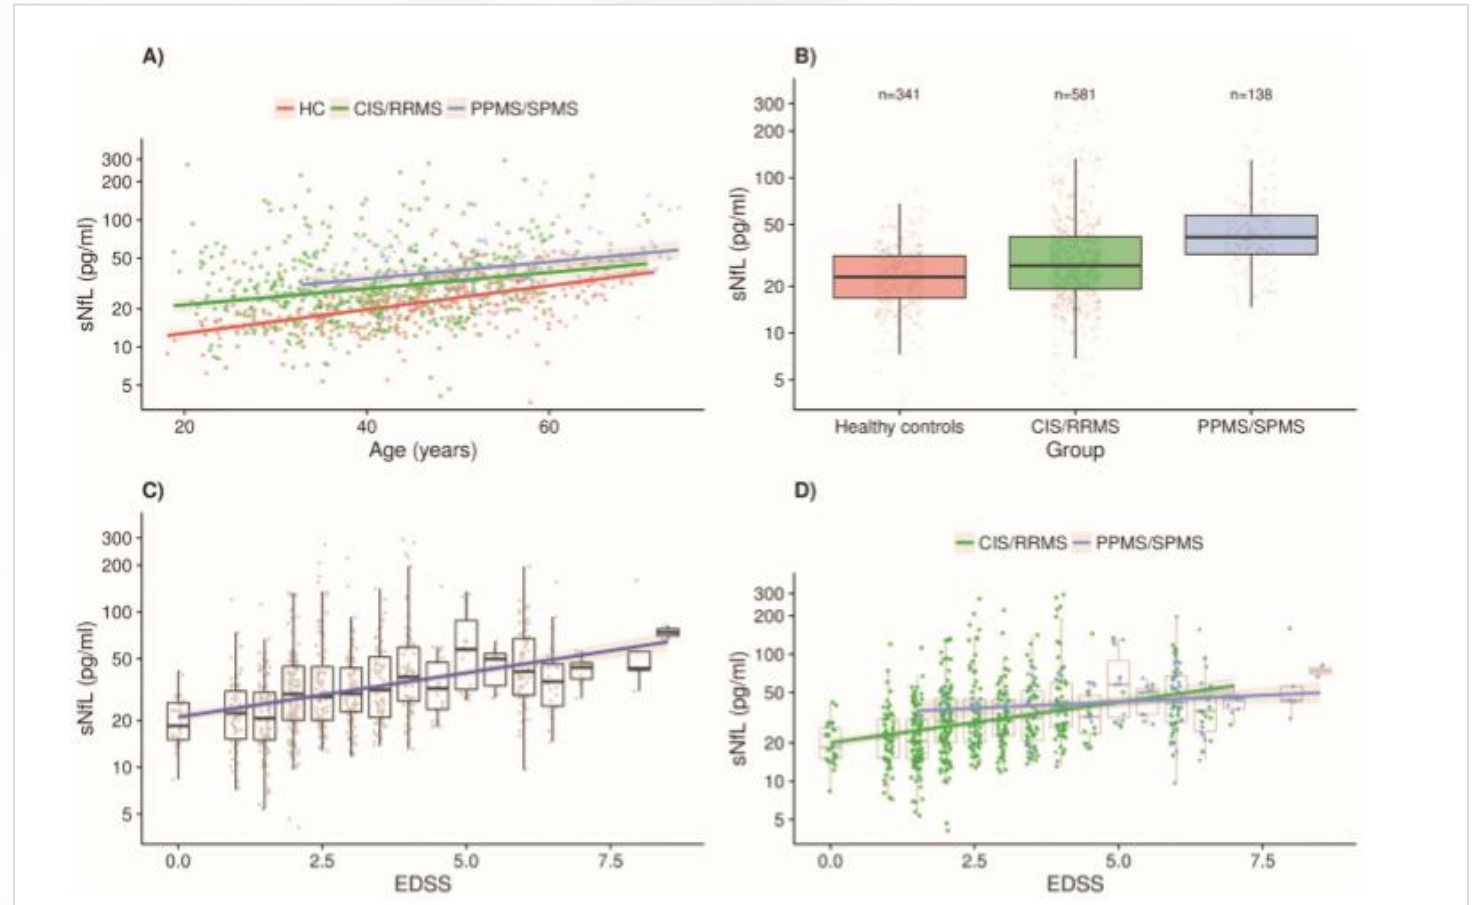 A)
HC CIS/RRMS PPMS/SPMS
sNfL (pg/ml)
300
200
100
50
20
10
5
20 40 60
Age (years)
B)
n=341 n=581 n=138
sNfL (pg/ml)
300
200
100
50
20
10
5
Healthy controls CIS/RRMS PPMS/SPMS
Group
C)
sNfL (pg/ml)
300
200
100
50
20
10
5
0.0 2.5 5.0 7.5
EDSS
D)
CIS/RRMS PPMS/SPMS
sNfL (pg/ml)
300
200
100
50
20
10
5
0.0 2.5 5.0 7.5
EDSS